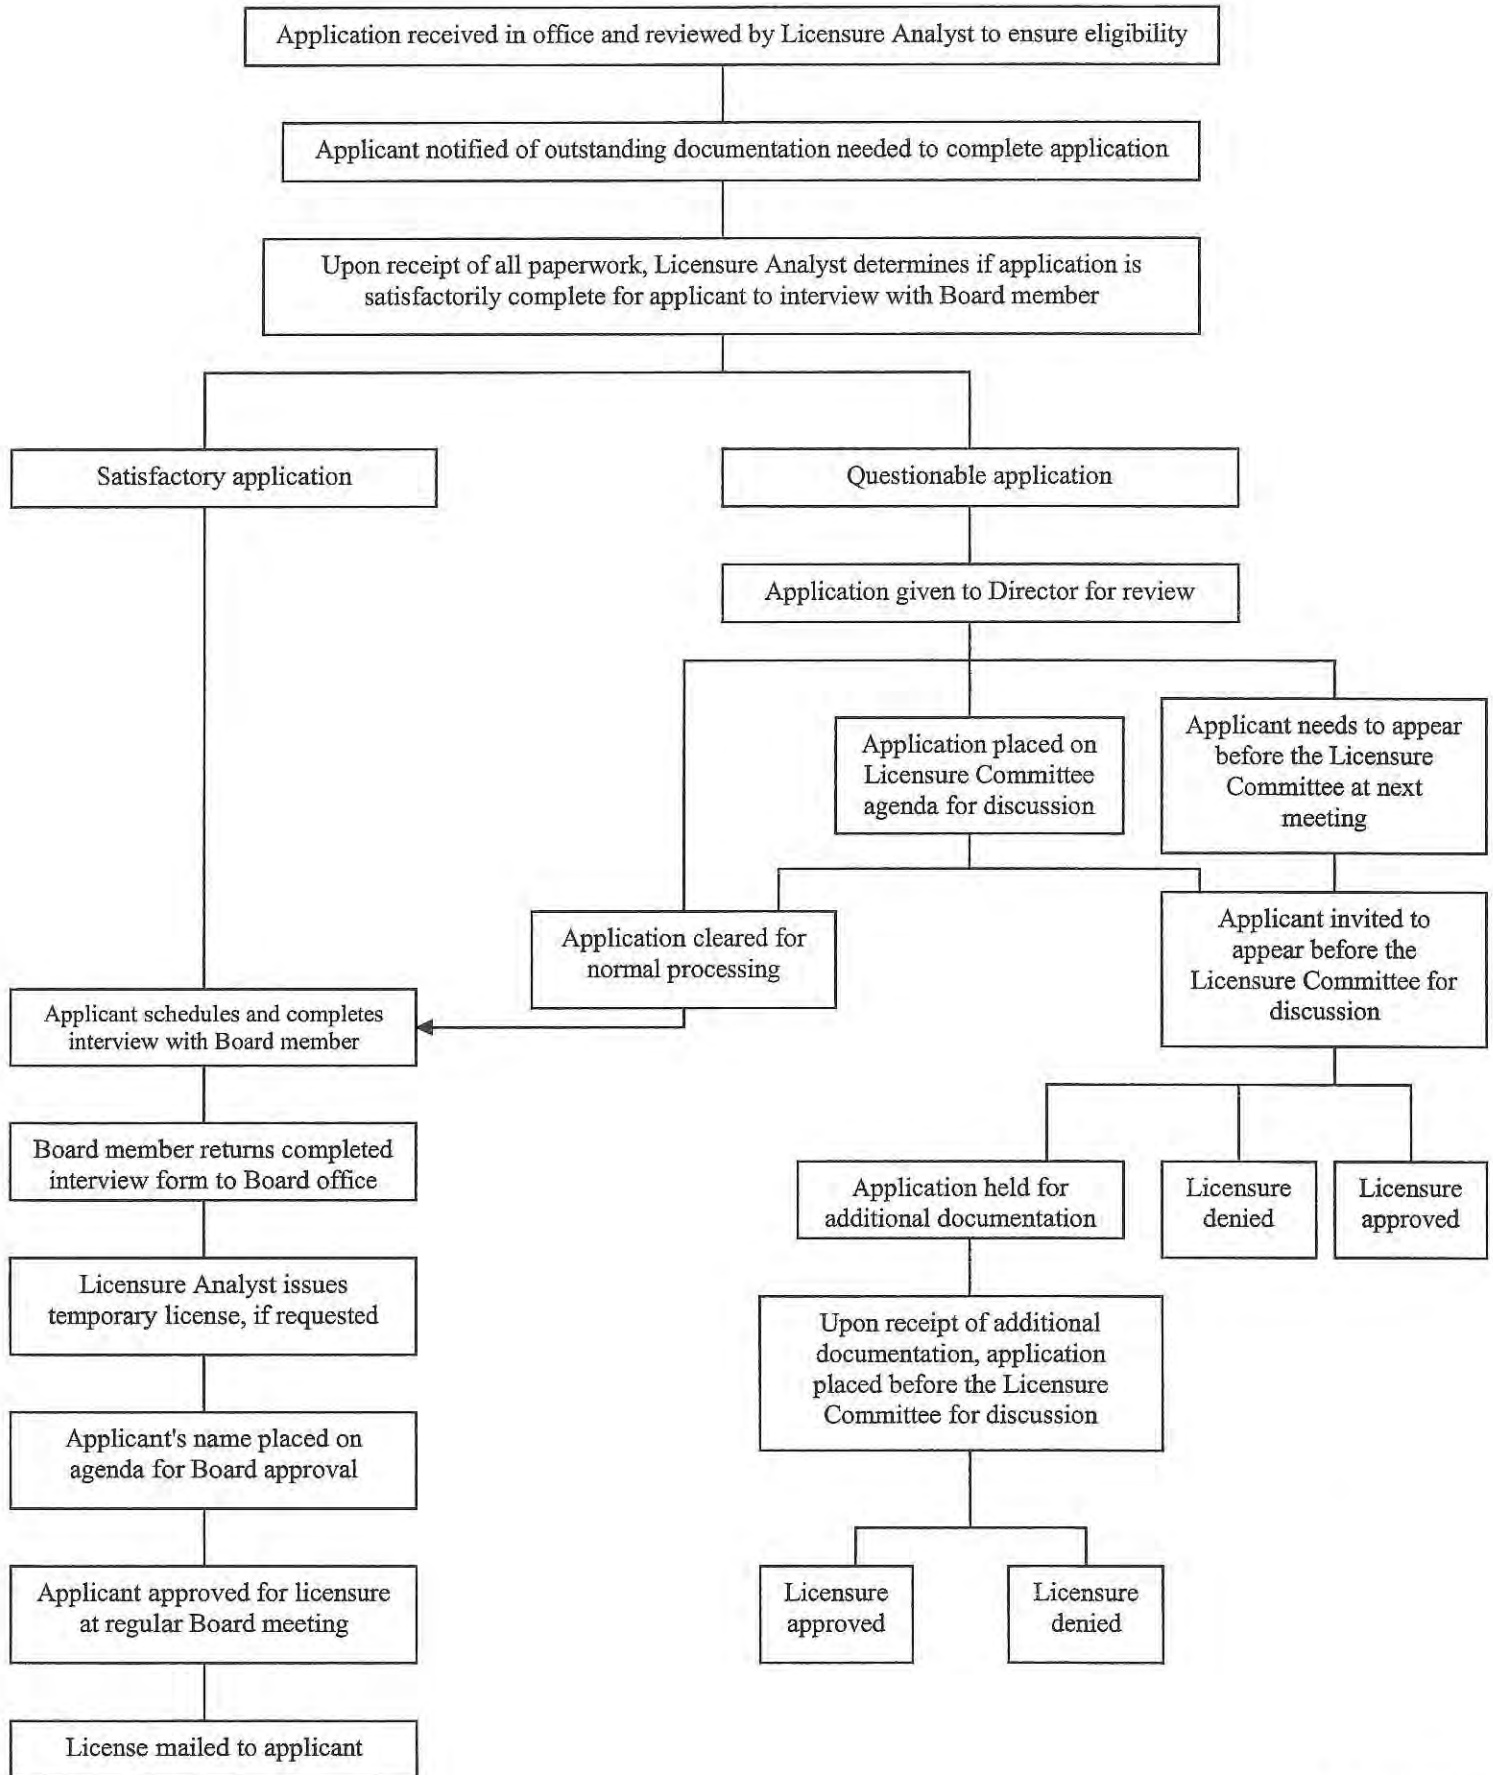 Application received in office and reviewed by Licensure Analyst to ensure eligibility
Applicant notified of outstanding documentation needed to complete application
Upon receipt of all paperwork, Licensure Analyst determines if application is
satisfactorily complete for applicant to interview with Board member
Satisfactory application
Questionable application
Application given to Director for review
Application placed on
Licensure Committee
agenda for discussion
Applicant needs to appear
before the Licensure
Committee at next
meeting
Application cleared for
normal processing
Applicant invited to
appear before the
Licensure Committee for
discussion
Applicant schedules and completes
interview with Board member
Board member returns completed
interview form to Board office
Application held for
additional documentation
Licensure
denied
Licensure
approved
Licensure Analyst issues
temporary license, if requested
Upon receipt of additional
documentation, application
placed before the Licensure
Committee for discussion
Applicant's name placed on
agenda for Board approval
Applicant approved for licensure
at regular Board meeting
Licensure
approved
Licensure
denied
License mailed to applicant